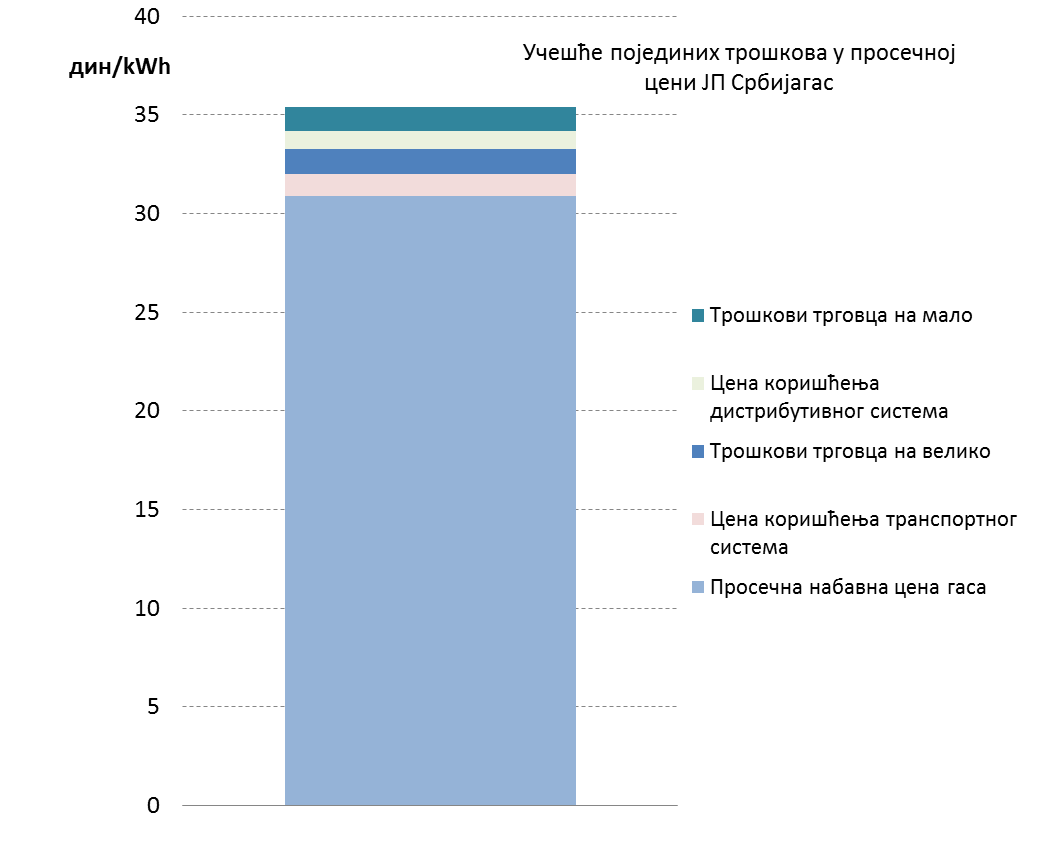 40
дин/kWh
Учешће појединих трошкова у просечној
цени ЈП Србијагас
35
30
25
20
15
10
5
0
Трошкови трговца на мало
Цена коришћења
дистрибутивног система
Трошкови трговца на велико
Цена коришћења транспортног
система
Просечна набавна цена гаса